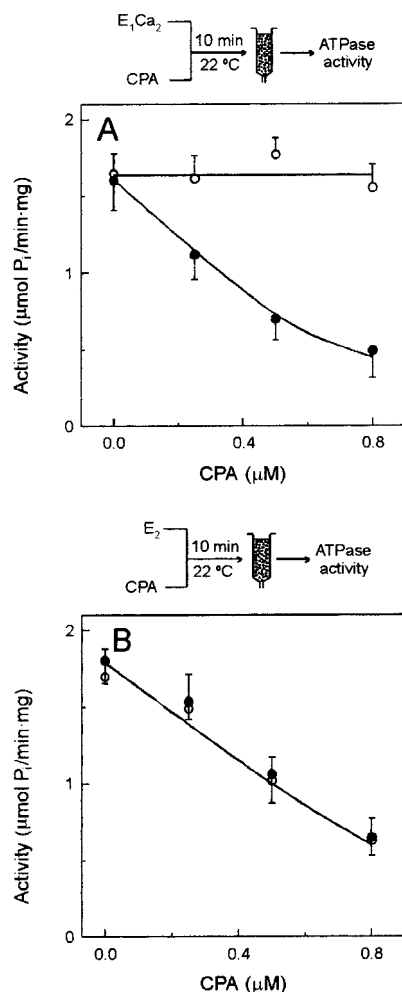 E₁Ca₂
CPA
10 min
22 ºC
ATPase
activity
A
2
1
0
Activity (μmol Pᵢ/min·mg)
0.0 0.4 0.8
CPA (μM)
E₂
CPA
10 min
22 ºC
ATPase
activity
B
2
1
0
Activity (μmol Pᵢ/min·mg)
0.0 0.4 0.8
CPA (μM)